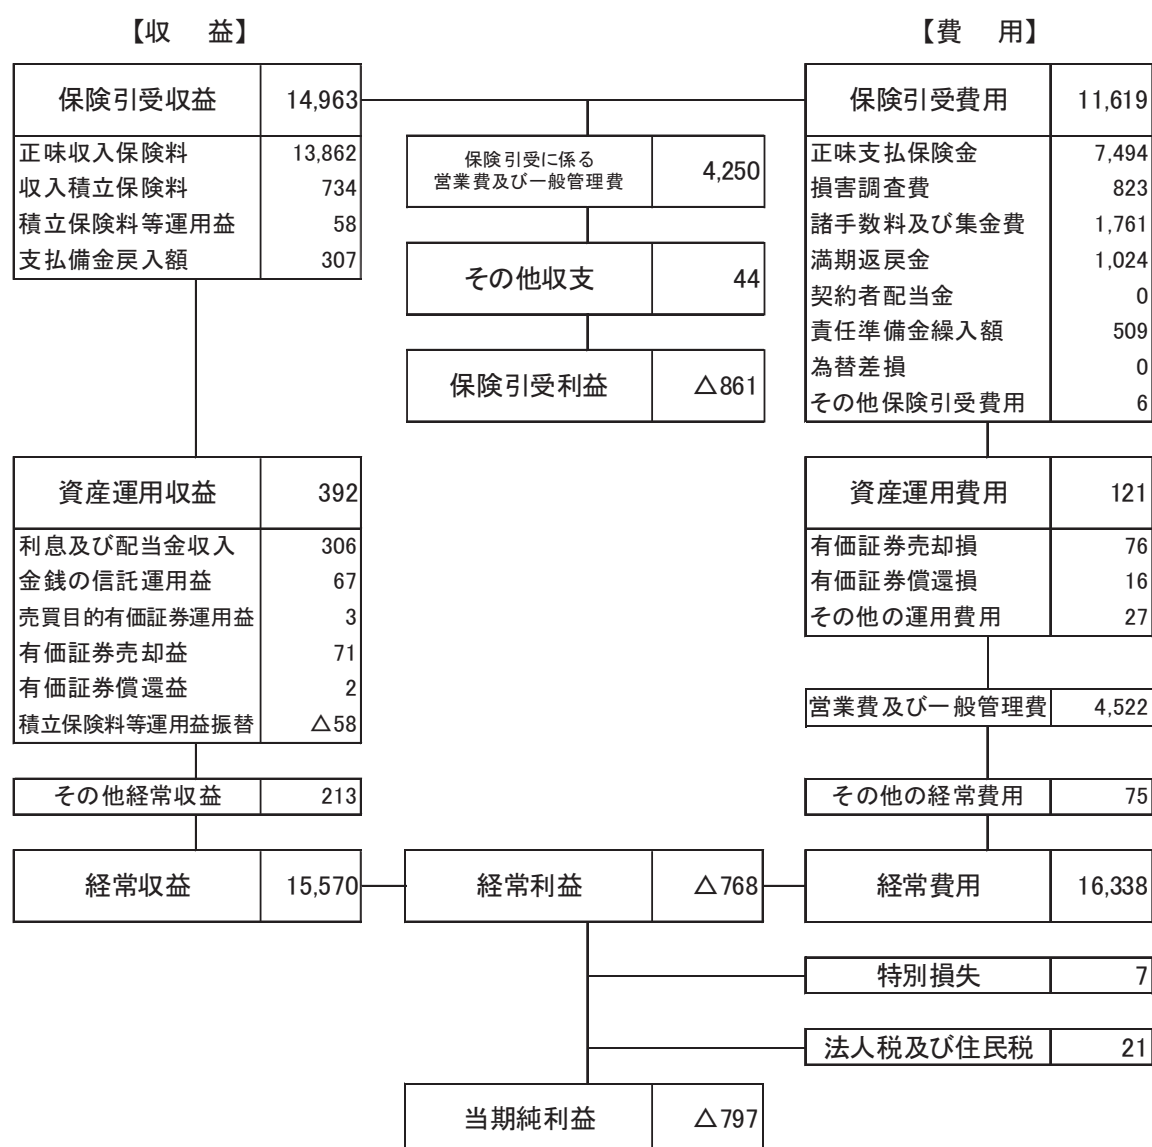 【収　益】
保険引受収益 14,963
正味収入保険料 13,862
収入積立保険料 734
積立保険料等運用益 58
支払備金戻入額 307
資産運用収益 392
利息及び配当金収入 306
金銭の信託運用益 67
売買目的有価証券運用益 3
有価証券売却益 71
有価証券償還益 2
積立保険料等運用益振替 △58
その他経常収益 213
経常収益 15,570
保険引受に係る
営業費及び一般管理費 4,250
その他収支 44
保険引受利益 △861
経常利益 △768
当期純利益 △797
【費　用】
保険引受費用 11,619
正味支払保険金 7,494
損害調査費 823
諸手数料及び集金費 1,761
満期返戻金 1,024
契約者配当金 0
責任準備金繰入額 509
為替差損 0
その他保険引受費用 6
資産運用費用 121
有価証券売却損 76
有価証券償還損 16
その他の運用費用 27
営業費及び一般管理費 4,522
その他の経常費用 75
経常費用 16,338
特別損失 7
法人税及び住民税 21